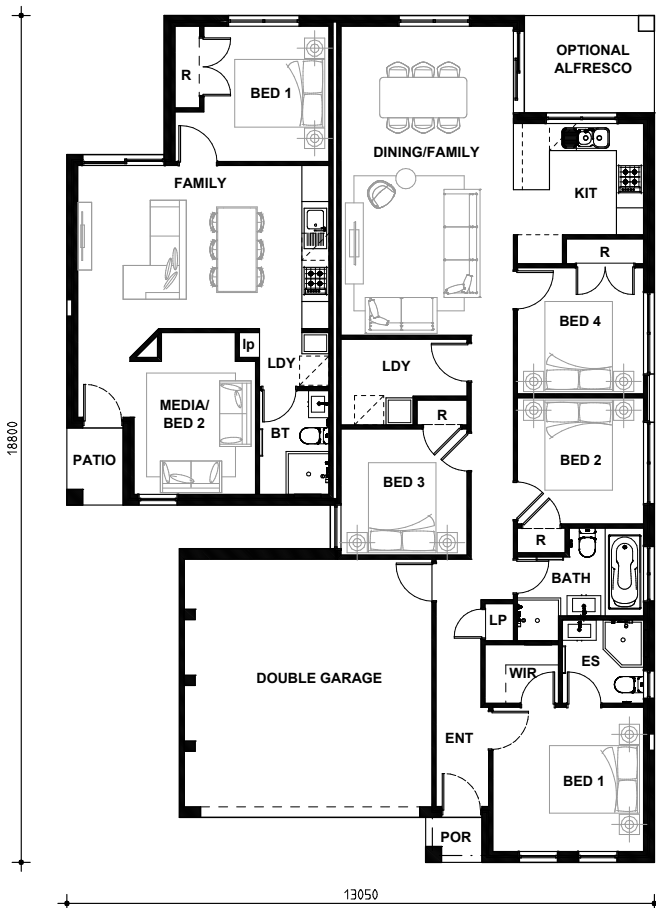 OPTIONAL
ALFRESCO
R
BED 1
DINING/FAMILY
FAMILY
KIT
R
BED 4
lp
LDY
LDY
MEDIA/
BED 2
R
BT
BED 2
PATIO
BED 3
R
BATH
LP
ES
WIR
DOUBLE GARAGE
ENT
BED 1
POR
18800
13050